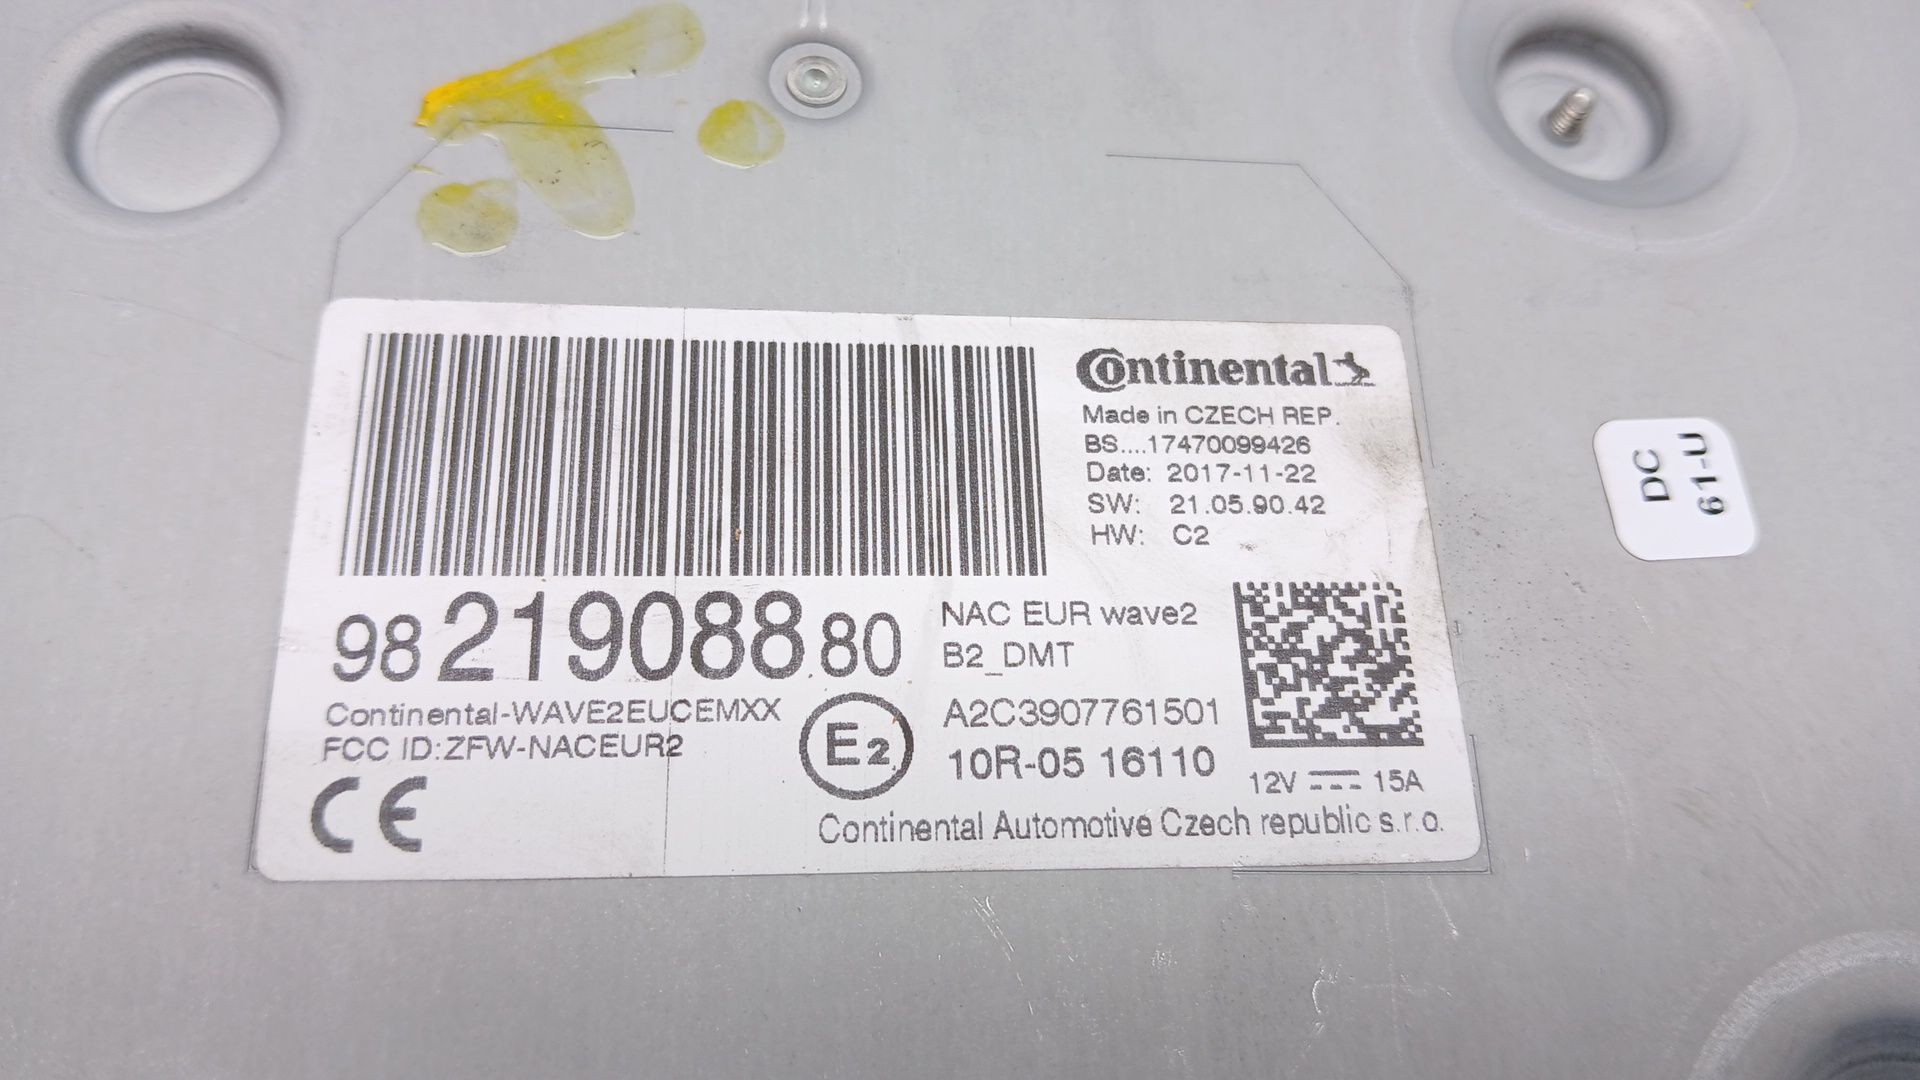 Continental
Made in CZECH REP.
BS....17470099426
Date: 2017-11-22
SW: 21.05.90.42
HW: C2
98 219088 80
NAC EUR wave2
B2_DMT
Continental-WAVE2EUCEMXX
FCC ID:ZFW-NACEUR2
CE
E2
A2C3907761501
10R-05 16110
12V 15A
Continental Automotive Czech republic s.r.o.
DC
61-U